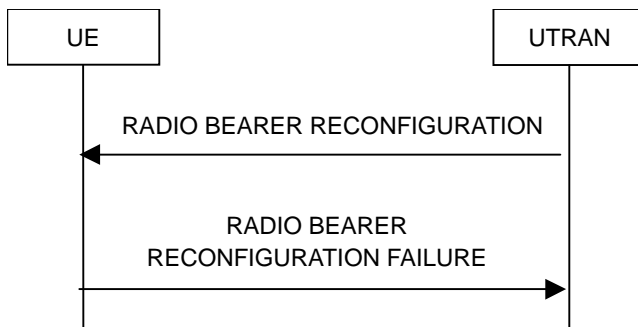 UE
UTRAN
RADIO BEARER RECONFIGURATION
RADIO BEARER
RECONFIGURATION FAILURE